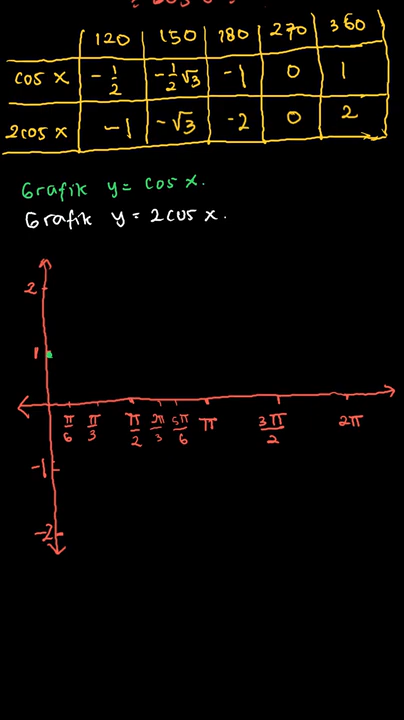 120 150 180 270 360
cos x -1/2 -1/2√3 -1 0 1
2cos x -1 -√3 -2 0 2
Grafik y = cos x.
Grafik y = 2cos x.
2
1
π/6 π/3 π/2 2π/3 5π/6 π 3π/2 2π
-1
-2